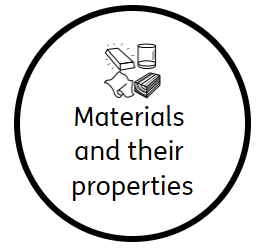 Materials
and their
properties